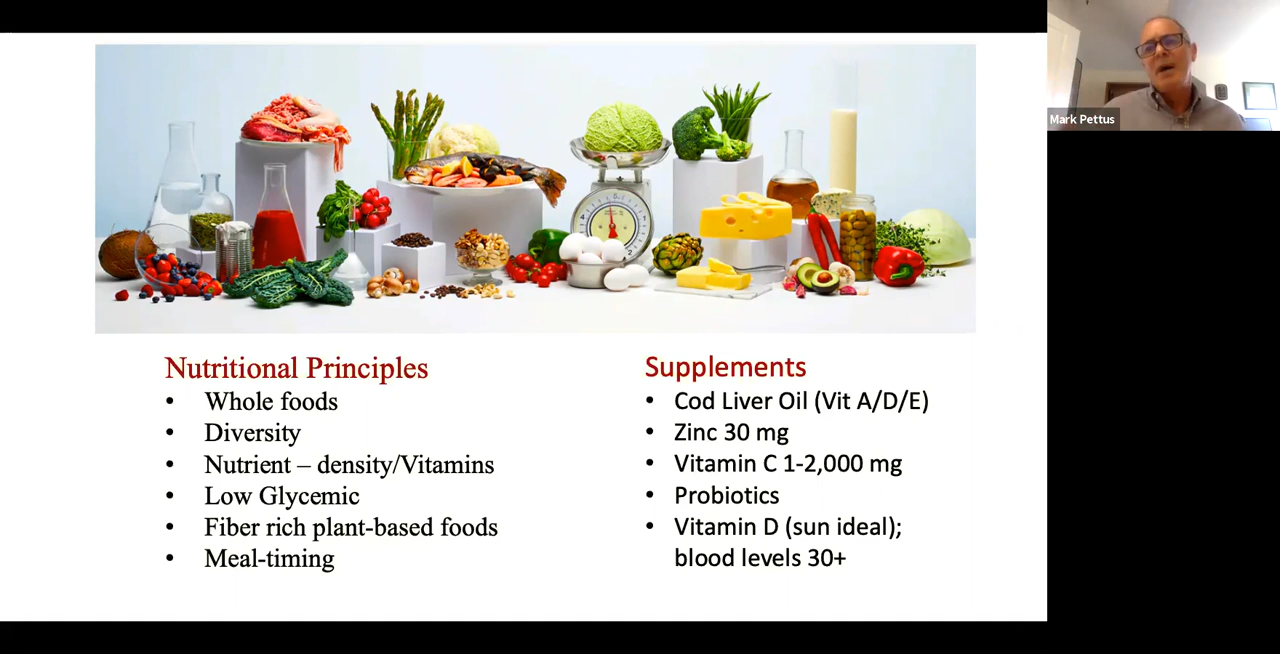 Mark Pettus
Nutritional Principles
• Whole foods
• Diversity
• Nutrient – density/Vitamins
• Low Glycemic
• Fiber rich plant-based foods
• Meal-timing
Supplements
• Cod Liver Oil (Vit A/D/E)
• Zinc 30 mg
• Vitamin C 1-2,000 mg
• Probiotics
• Vitamin D (sun ideal);
blood levels 30+